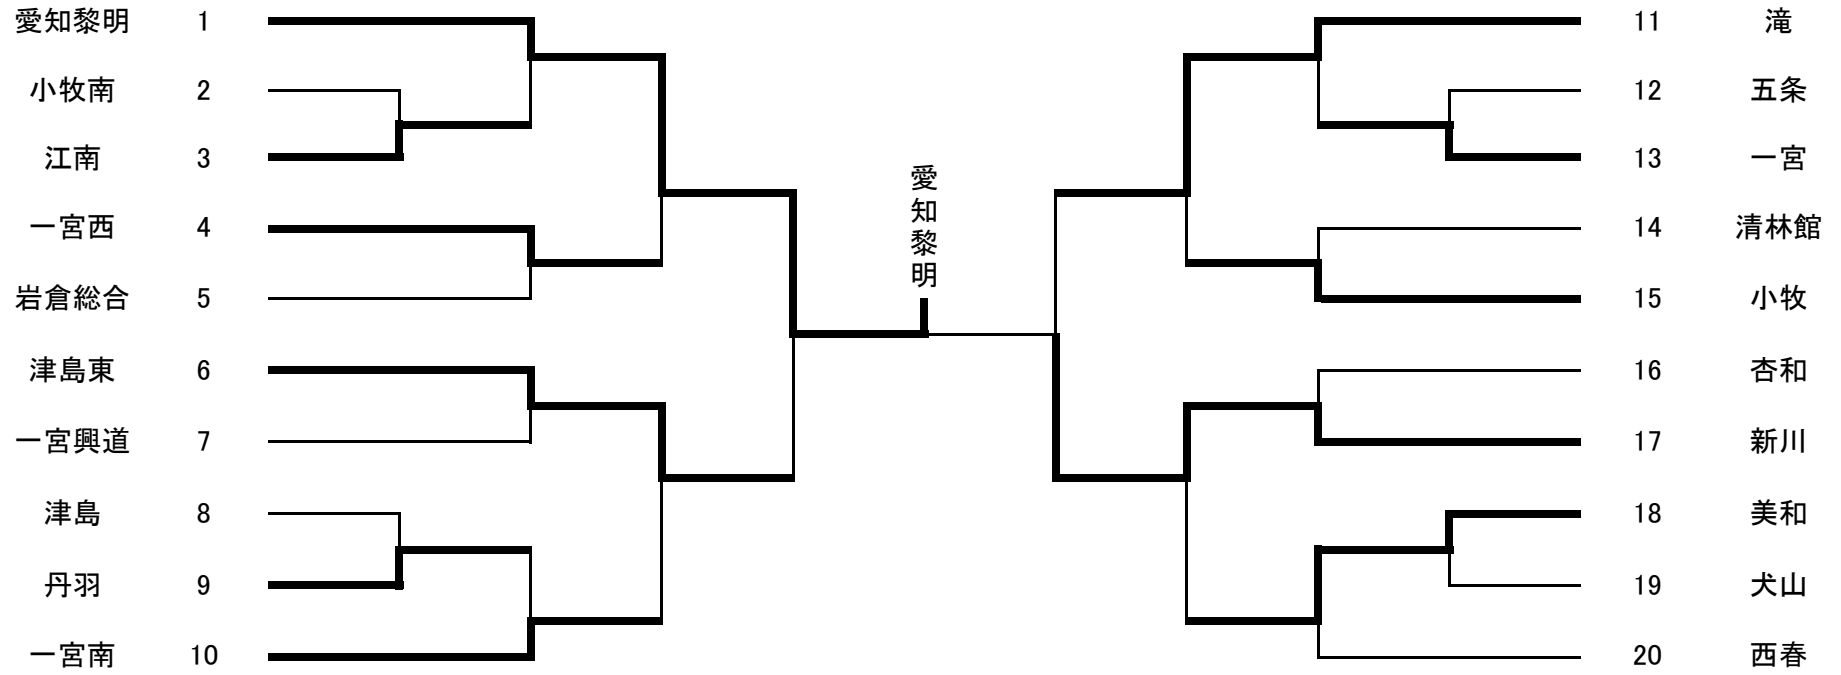 愛知黎明 1
小牧南 2
江南 3
一宮西 4
岩倉総合 5
津島東 6
一宮興道 7
津島 8
丹羽 9
一宮南 10
愛知黎明
11 滝
12 五条
13 一宮
14 清林館
15 小牧
16 杏和
17 新川
18 美和
19 犬山
20 西春